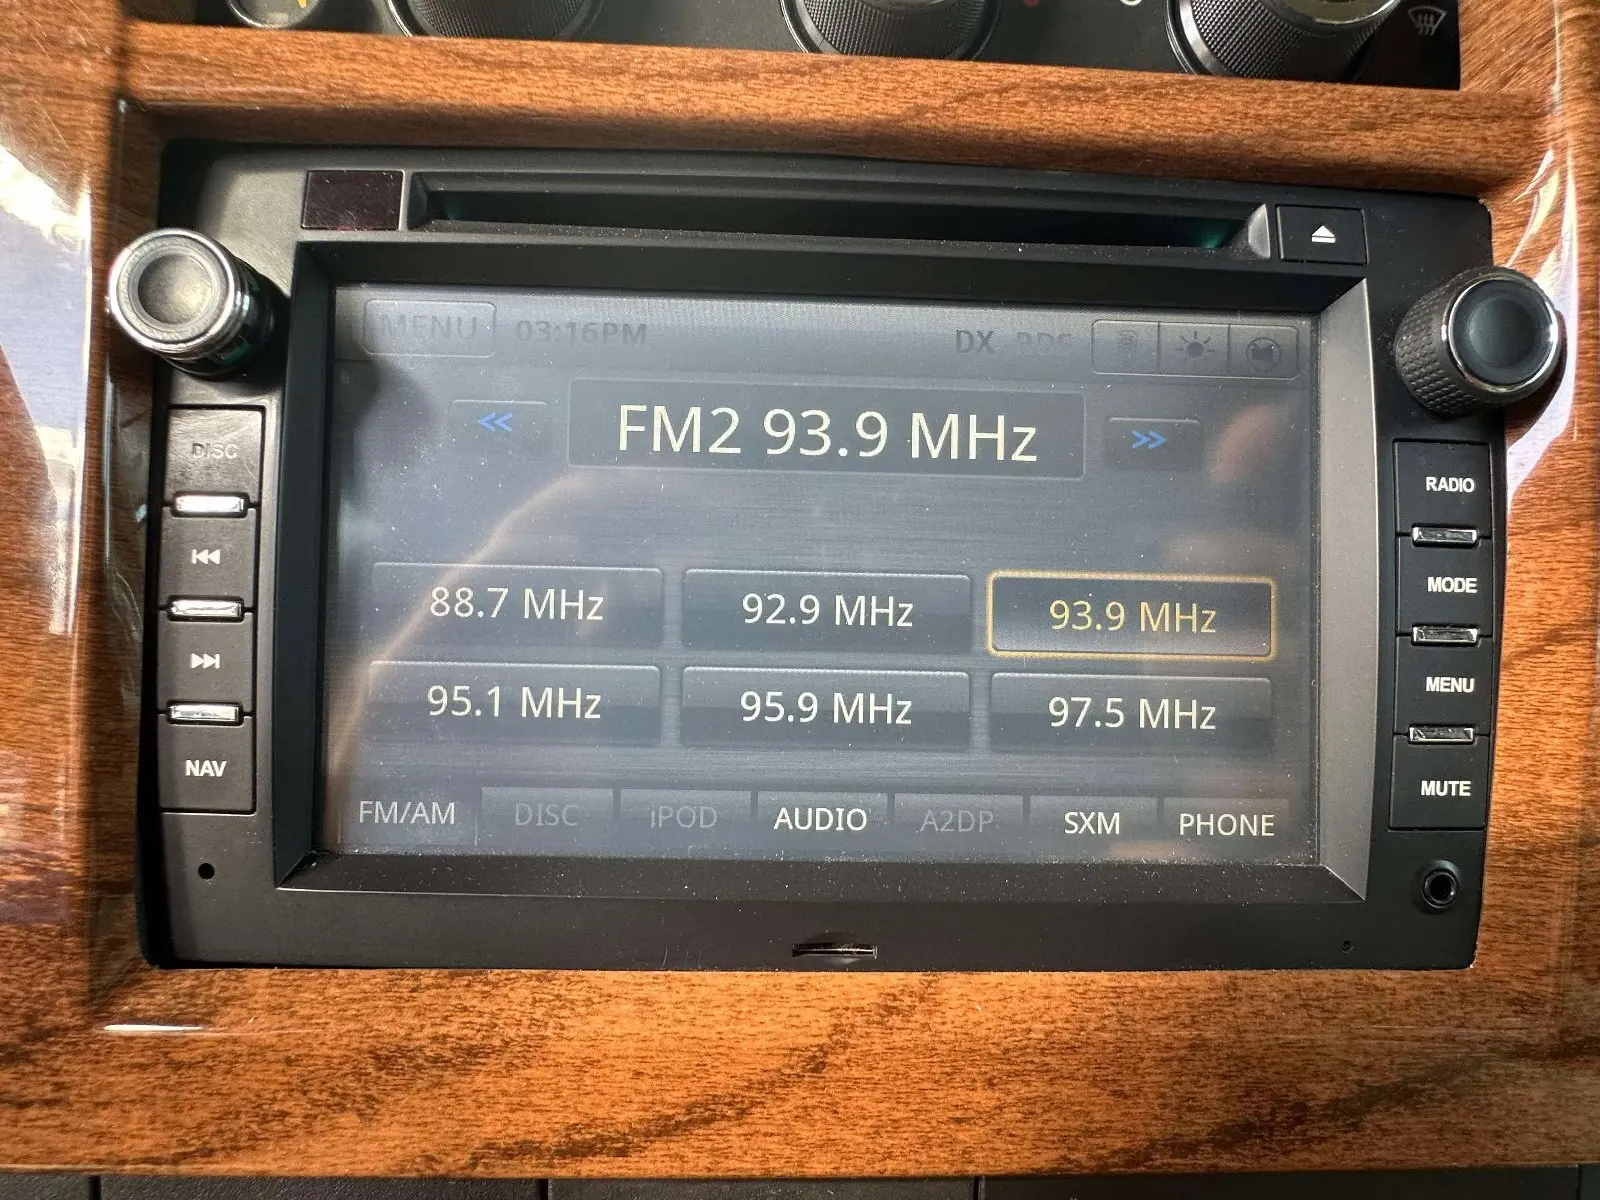 MENU 03:16PM DX RDS
<< FM2 93.9 MHz >>
88.7 MHz 92.9 MHz 93.9 MHz
95.1 MHz 95.9 MHz 97.5 MHz
FM/AM DISC iPOD AUDIO A2DP SXM PHONE
DISC
NAV
RADIO
MODE
MENU
MUTE